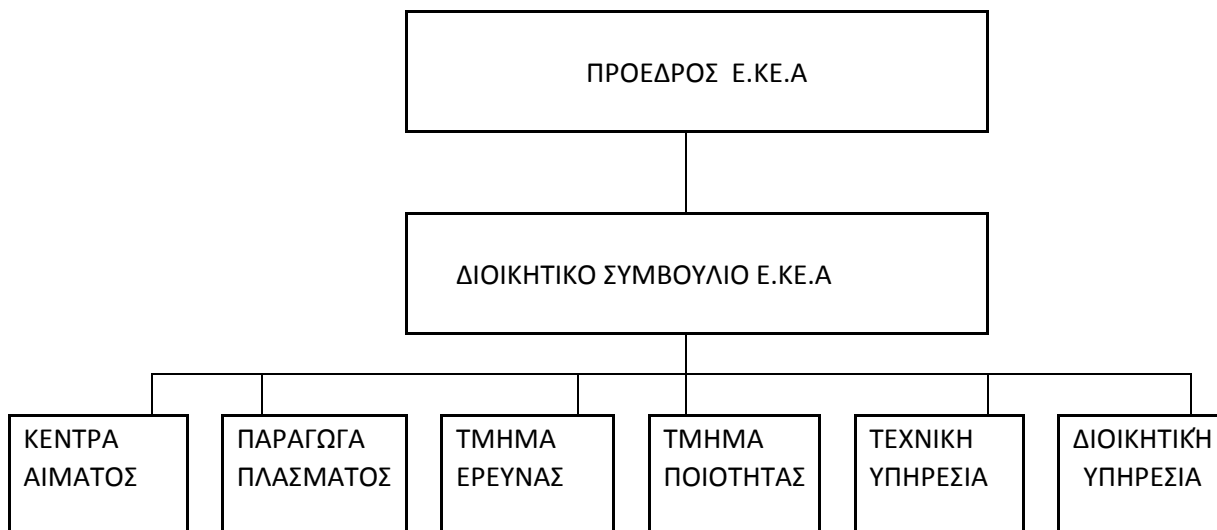 ΠΡΟΕΔΡΟΣ Ε.ΚΕ.Α
ΔΙΟΙΚΗΤΙΚΟ ΣΥΜΒΟΥΛΙΟ Ε.ΚΕ.Α
ΚΕΝΤΡΑ
ΑΙΜΑΤΟΣ
ΠΑΡΑΓΩΓΑ
ΠΛΑΣΜΑΤΟΣ
ΤΜΗΜΑ
ΕΡΕΥΝΑΣ
ΤΜΗΜΑ
ΠΟΙΟΤΗΤΑΣ
ΤΕΧΝΙΚΗ
ΥΠΗΡΕΣΙΑ
ΔΙΟΙΚΗΤΙΚΉ
ΥΠΗΡΕΣΙΑ